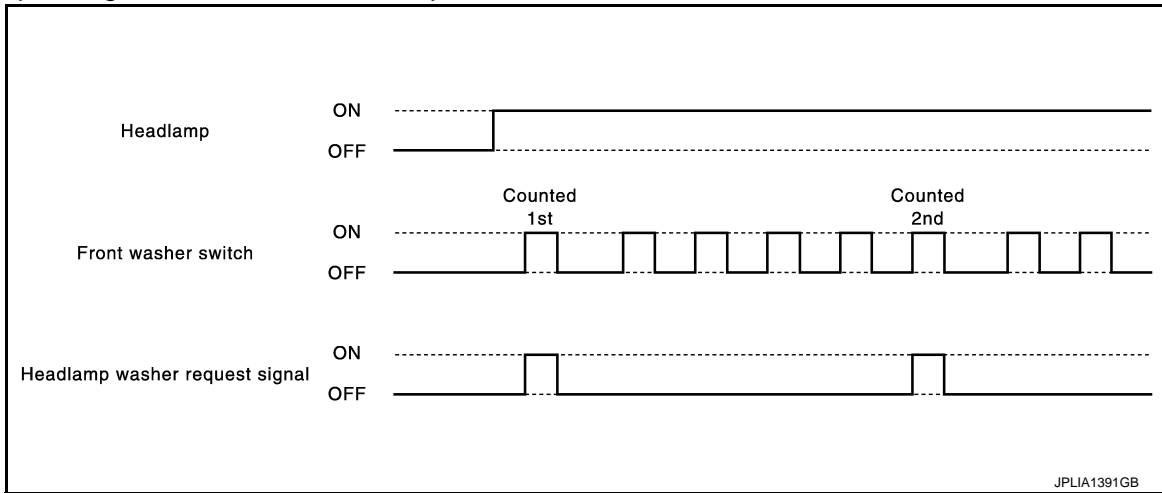 ON
Headlamp
OFF
Counted
1st
Counted
2nd
ON
Front washer switch
OFF
ON
Headlamp washer request signal
OFF
JPLIA1391GB